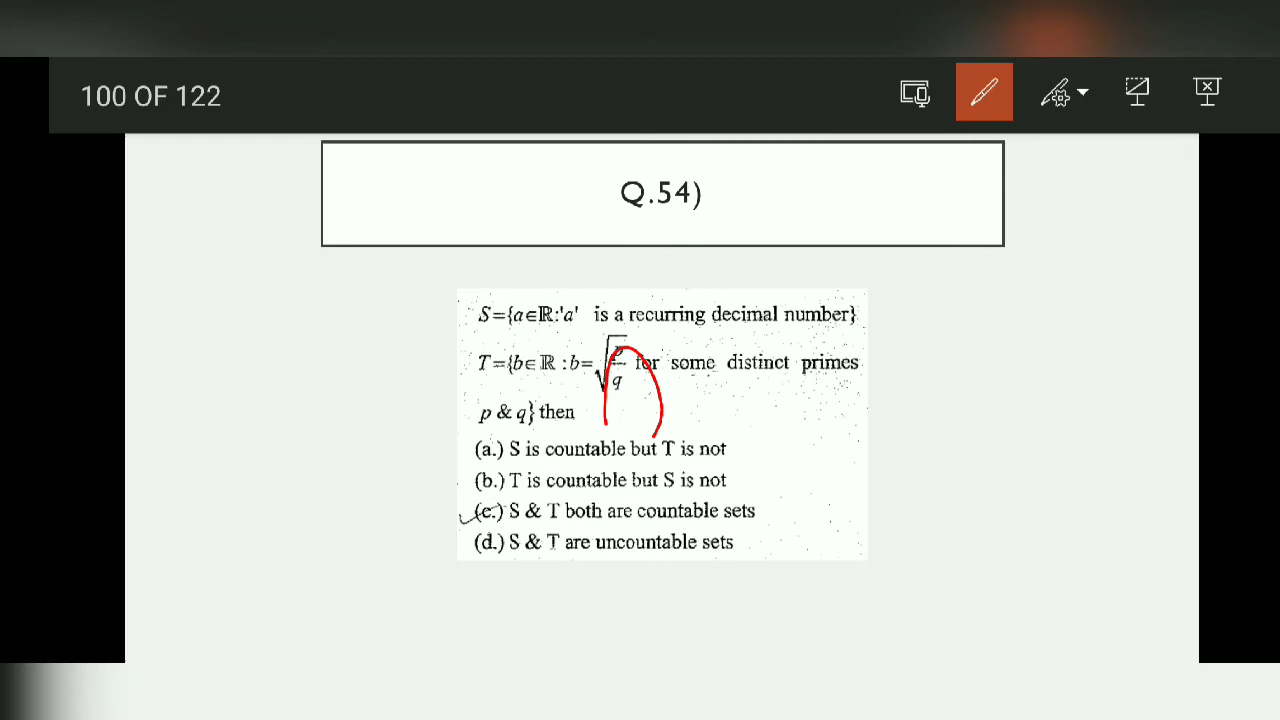 100 OF 122
Q.54)
S={a∈ℝ:'a' is a recurring decimal number}
T={b∈ℝ :b=√(p/q) for some distinct primes
p & q} then
(a.) S is countable but T is not
(b.) T is countable but S is not
(c.) S & T both are countable sets
(d.) S & T are uncountable sets